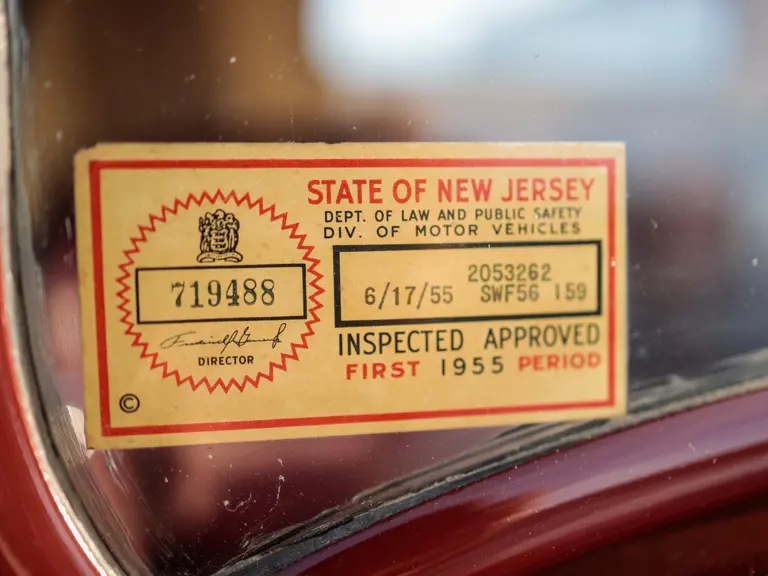 STATE OF NEW JERSEY
DEPT. OF LAW AND PUBLIC SAFETY
DIV. OF MOTOR VEHICLES
719488
DIRECTOR
2053262
6/17/55 SWF56 159
INSPECTED APPROVED
FIRST 1955 PERIOD
©